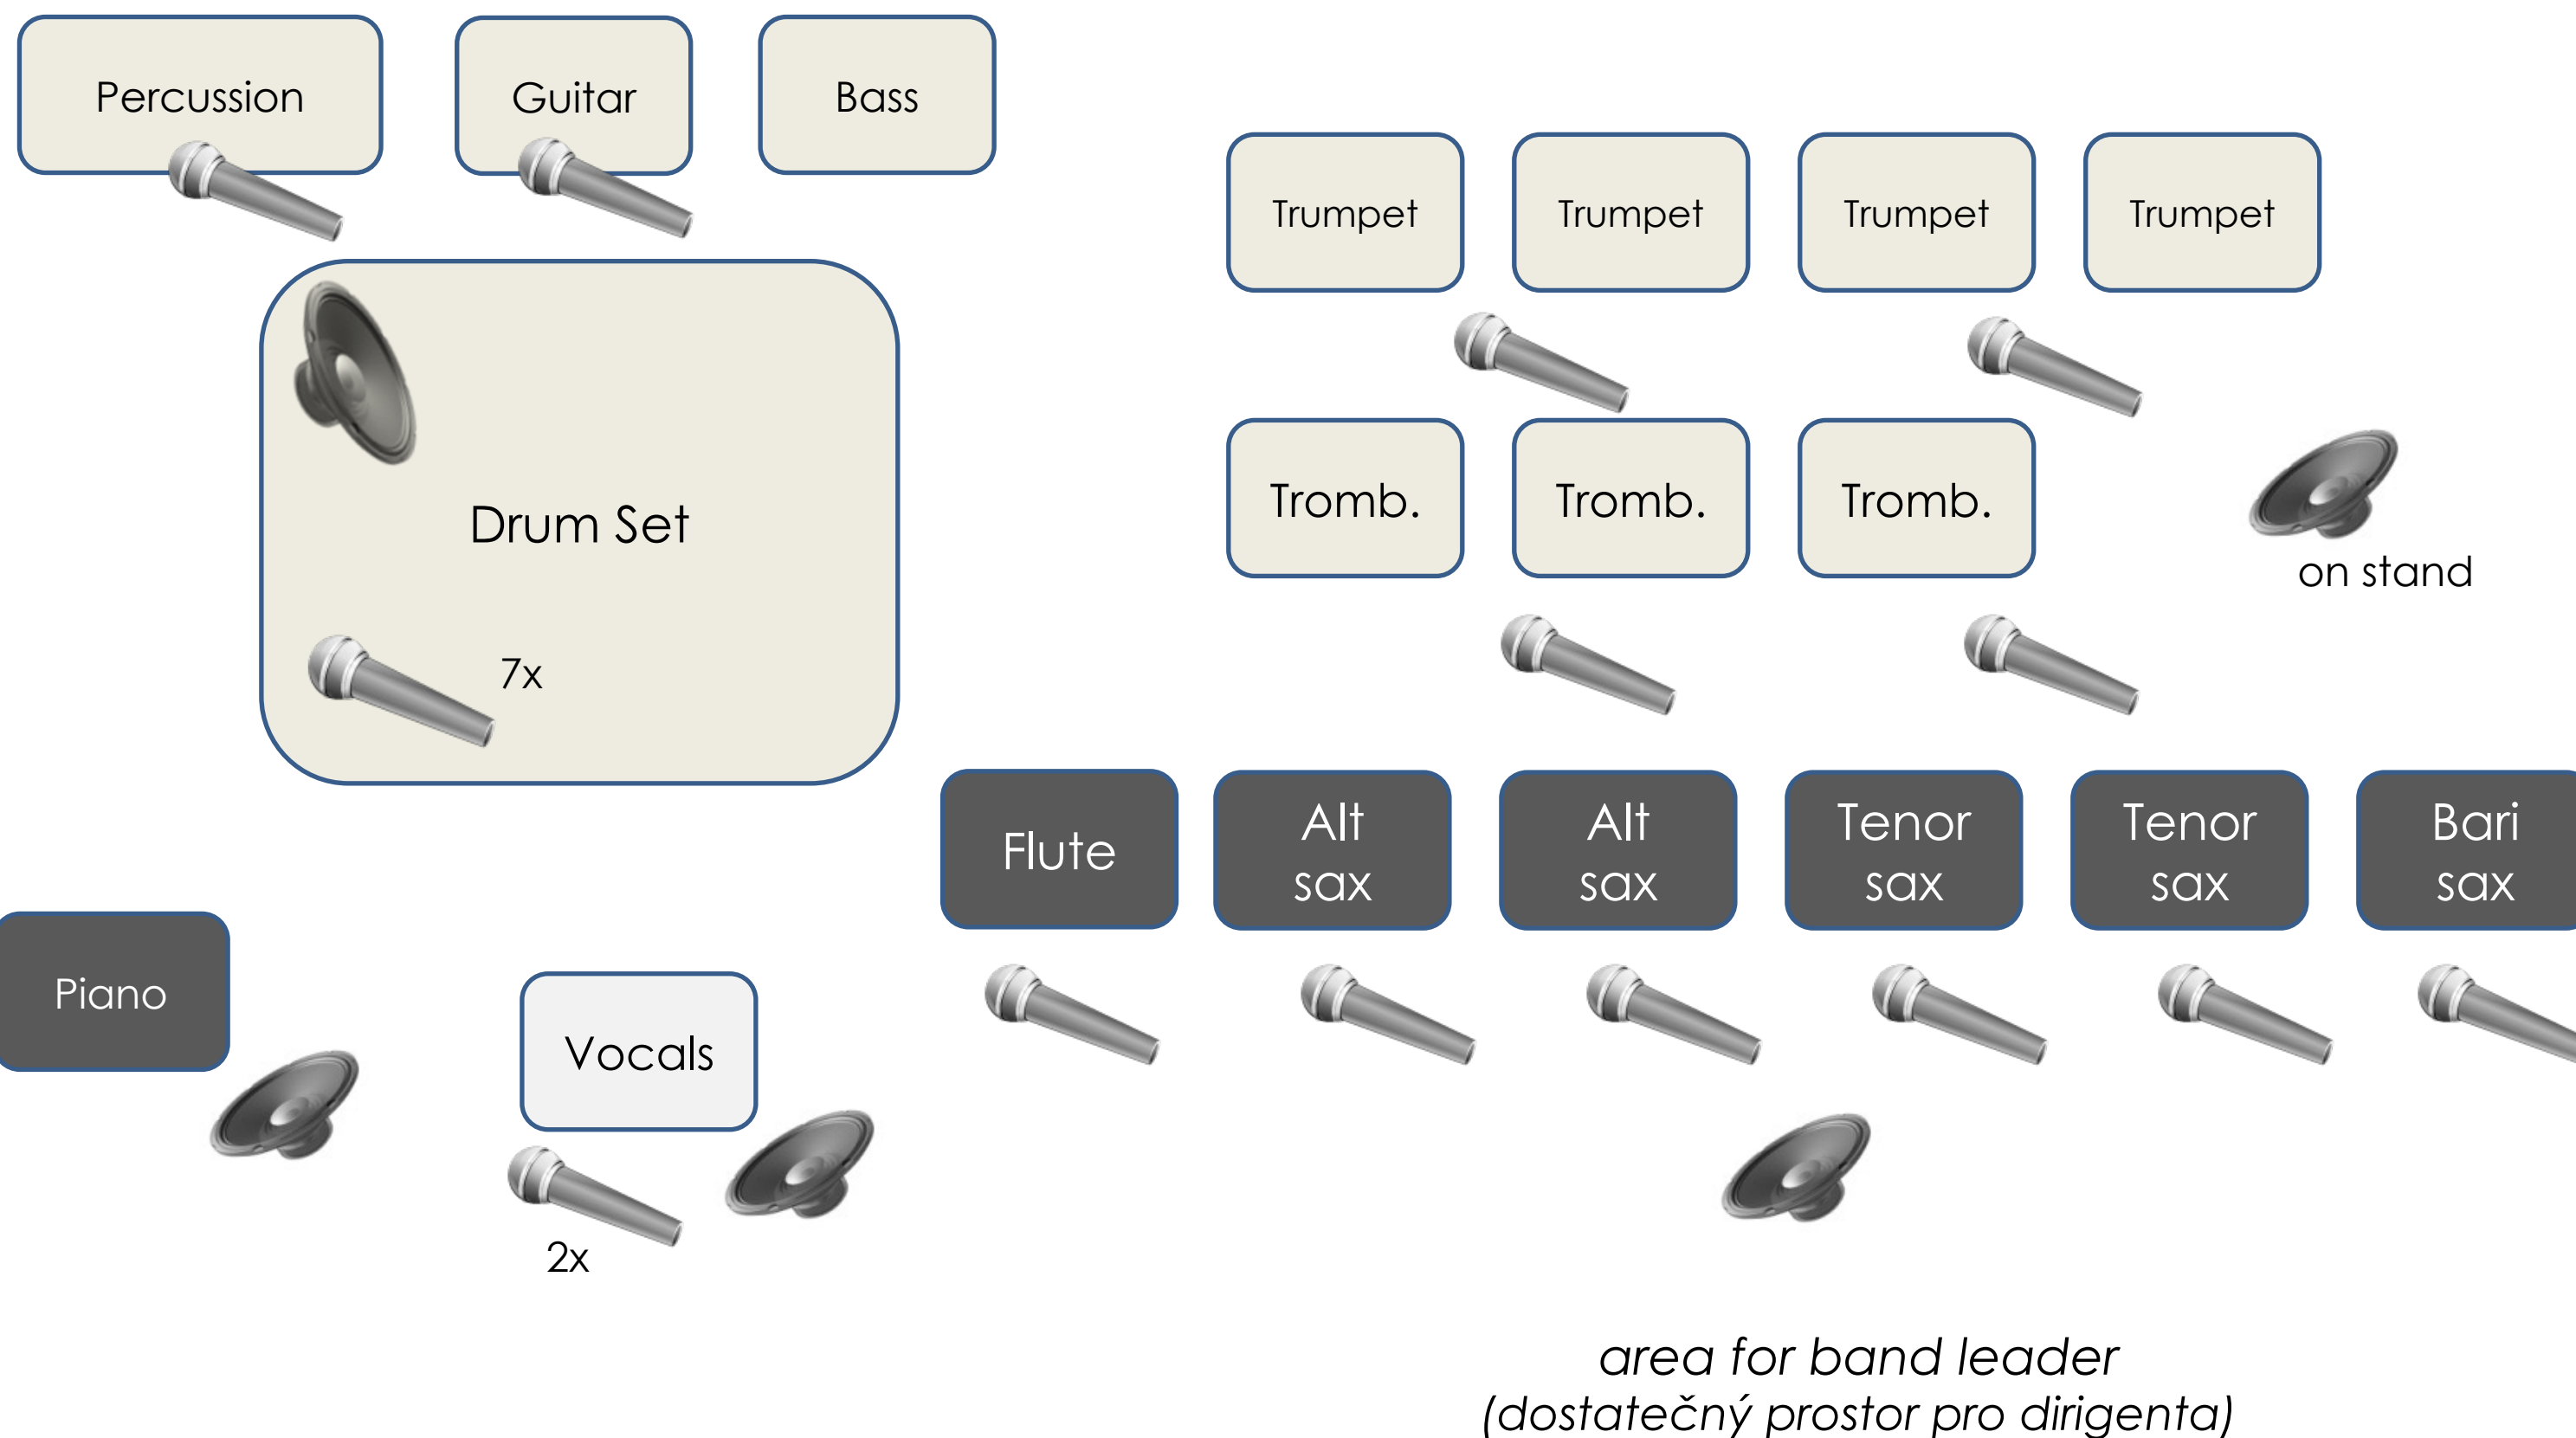 Percussion
Guitar
Bass
Trumpet
Trumpet
Trumpet
Trumpet
Drum Set
7x
Tromb.
Tromb.
Tromb.
on stand
Flute
Alt
sax
Alt
sax
Tenor
sax
Tenor
sax
Bari
sax
Piano
Vocals
2x
area for band leader
(dostatečný prostor pro dirigenta)